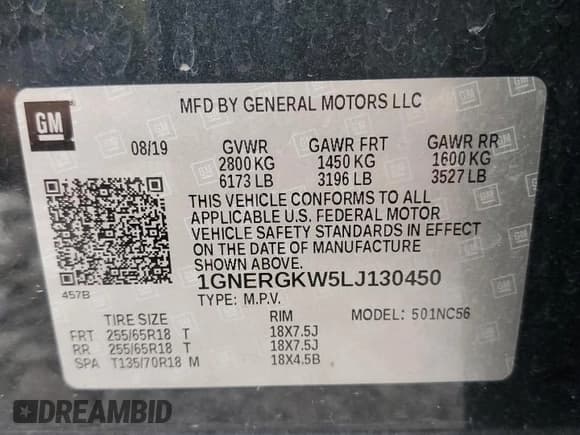 MFD BY GENERAL MOTORS LLC
GM
08/19 GVWR GAWR FRT GAWR RR
2800 KG 1450 KG 1600 KG
6173 LB 3196 LB 3527 LB
THIS VEHICLE CONFORMS TO ALL
APPLICABLE U.S. FEDERAL MOTOR
VEHICLE SAFETY STANDARDS IN EFFECT
ON THE DATE OF MANUFACTURE
SHOWN ABOVE.
1GNERGKW5LJ130450
457B
TYPE: M.P.V.
TIRE SIZE RIM MODEL: 501NC56
FRT 255/65R18 T 18X7.5J
RR 255/65R18 T 18X7.5J
SPA T135/70R18 M 18X4.5B
DREAMBID